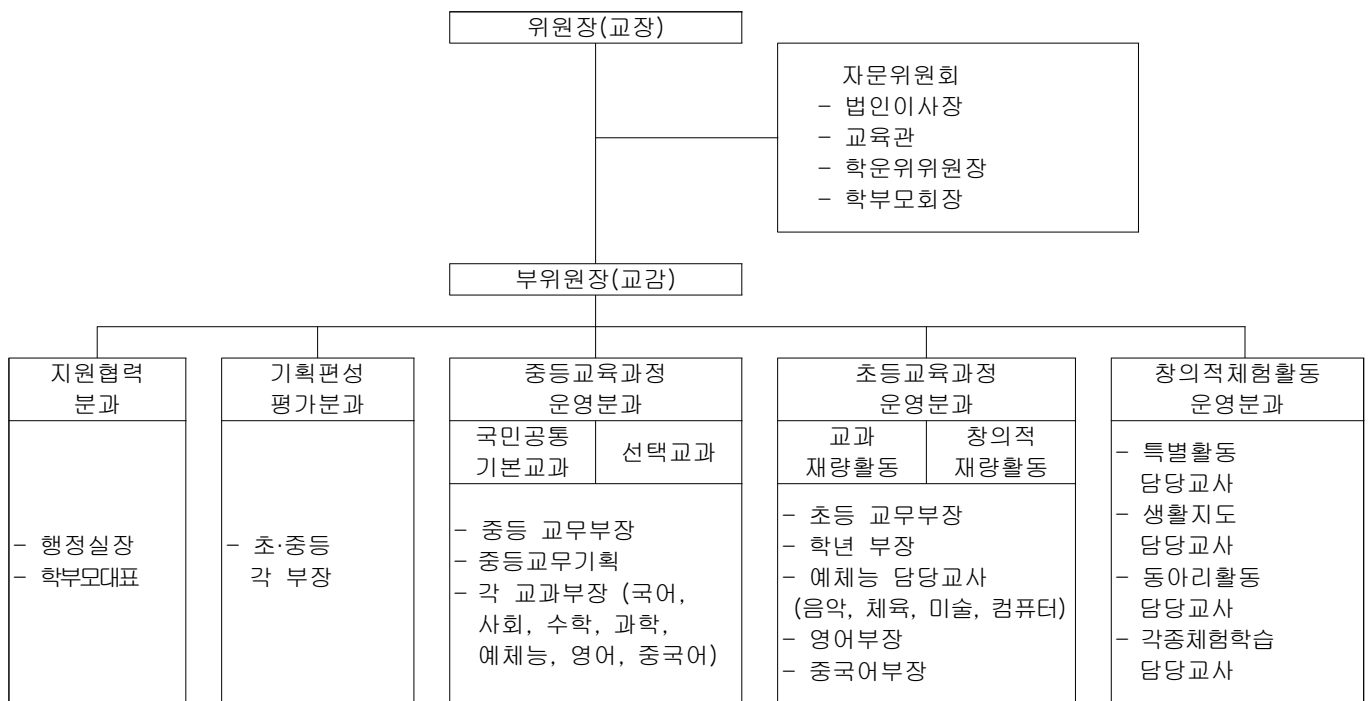 위원장(교장)
자문위원회
- 법인이사장
- 교육관
- 학운위위원장
- 학부모회장
부위원장(교감)
지원협력
분과
- 행정실장
- 학부모대표
기획편성
평가분과
- 초·중등
각 부장
중등교육과정
운영분과
국민공통
기본교과
선택교과
- 중등 교무부장
- 중등교무기획
- 각 교과부장 (국어,
사회, 수학, 과학,
예체능, 영어, 중국어)
초등교육과정
운영분과
교과
재량활동
창의적
재량활동
- 초등 교무부장
- 학년 부장
- 예체능 담당교사
(음악, 체육, 미술, 컴퓨터)
- 영어부장
- 중국어부장
창의적체험활동
운영분과
- 특별활동
담당교사
- 생활지도
담당교사
- 동아리활동
담당교사
- 각종체험학습
담당교사